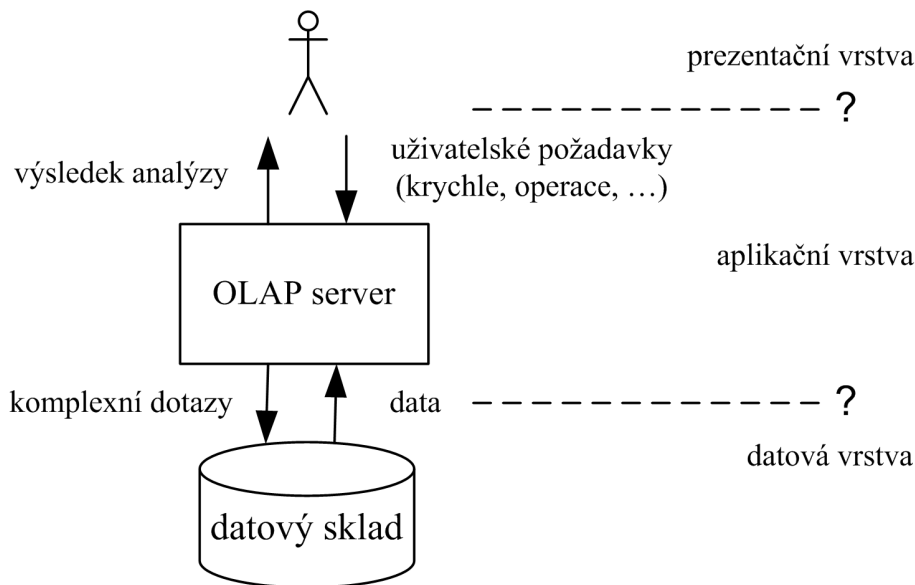 prezentační vrstva
?
výsledek analýzy
uživatelské požadavky
(krychle, operace, …)
aplikační vrstva
OLAP server
komplexní dotazy
data
?
datová vrstva
datový sklad